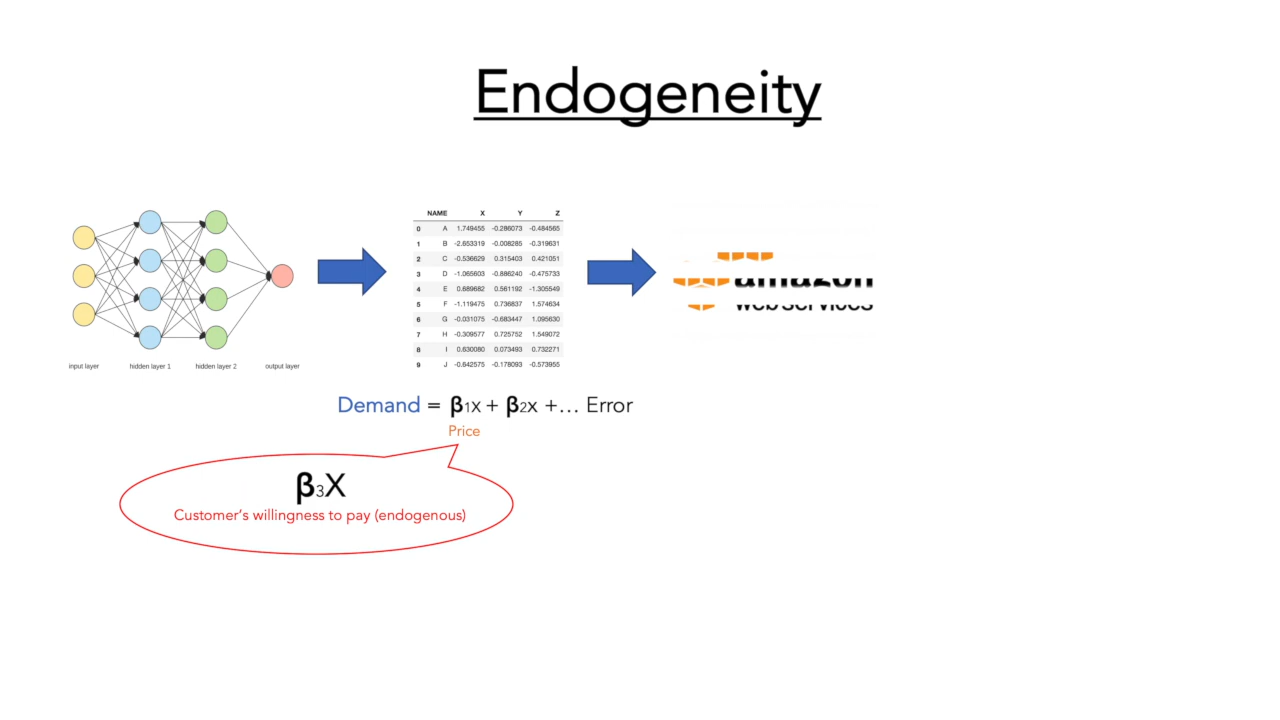 Endogeneity
NAME X Y Z
0 A 1.749455 -0.286073 -0.484565
1 B -2.653319 -0.008285 -0.319631
2 C -0.536629 0.315403 0.421051
3 D -1.065603 -0.886240 -0.475733
4 E 0.689682 0.561192 -1.305549
5 F -1.119475 0.736837 1.574634
6 G -0.031075 -0.683447 1.095630
7 H -0.309577 0.725752 1.549072
8 I 0.630080 0.073493 0.732271
9 J -0.642575 -0.178093 -0.573955
amazon
web services
input layer hidden layer 1 hidden layer 2 output layer
Demand = β1x + β2x +… Error
Price
β3X
Customer’s willingness to pay (endogenous)